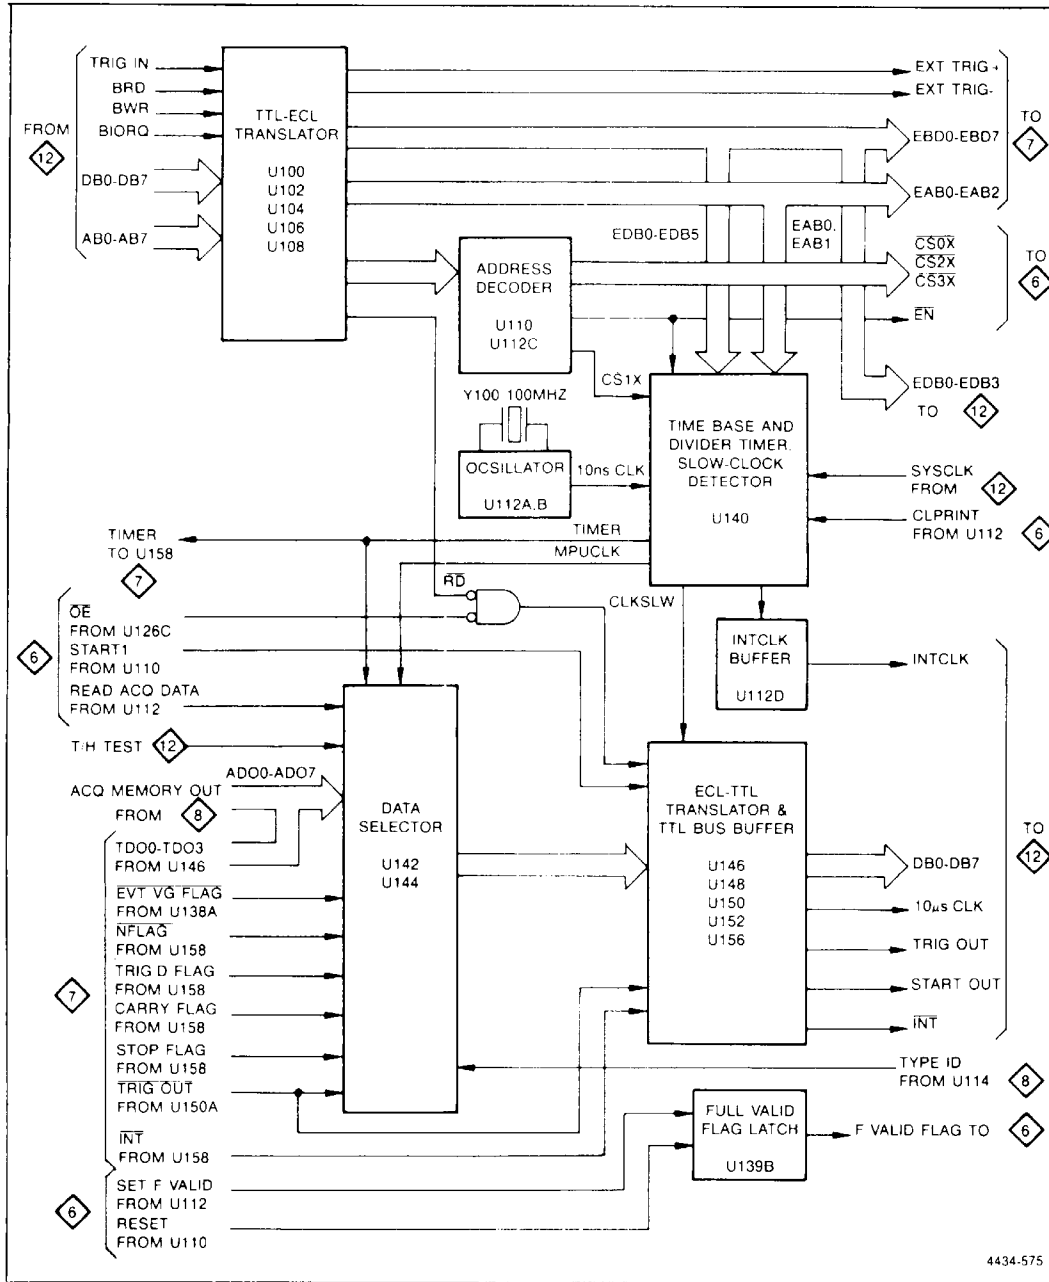 TRIG IN
BRD
BWR
BIORQ
FROM
12
DB0-DB7
AB0-AB7
TTL-ECL
TRANSLATOR
U100
U102
U104
U106
U108
EXT TRIG+
EXT TRIG-
EBD0-EBD7
EAB0-EAB2
TO
7
EDB0-EDB5
EAB0,
EAB1
CS0X
CS2X
CS3X
EN
TO
6
ADDRESS
DECODER
U110
U112C
CS1X
EDB0-EDB3
TO 12
Y100 100MHZ
OCSILLATOR
U112A,B
10ns CLK
TIME BASE AND
DIVIDER TIMER,
SLOW-CLOCK
DETECTOR
U140
SYSCLK
FROM 12
CLPRINT
FROM U112 6
TIMER
TO U158
7
TIMER
MPUCLK
RD
CLKSLW
INTCLK
BUFFER
U112D
INTCLK
6
OE
FROM U126C
START1
FROM U110
READ ACQ DATA
FROM U112
T/H TEST 12
ACQ MEMORY OUT
FROM 8
ADO0-ADO7
TDO0-TDO3
FROM U146
EVT VG FLAG
FROM U138A
NFLAG
FROM U158
TRIG D FLAG
FROM U158
CARRY FLAG
FROM U158
STOP FLAG
FROM U158
TRIG OUT
FROM U150A
INT
FROM U158
7
DATA
SELECTOR
U142
U144
ECL-TTL
TRANSLATOR &
TTL BUS BUFFER
U146
U148
U150
U152
U156
DB0-DB7
10µs CLK
TRIG OUT
START OUT
INT
TO
12
TYPE ID
FROM U114 8
6
SET F VALID
FROM U112
RESET
FROM U110
FULL VALID
FLAG LATCH
U139B
F VALID FLAG TO 6
4434-575